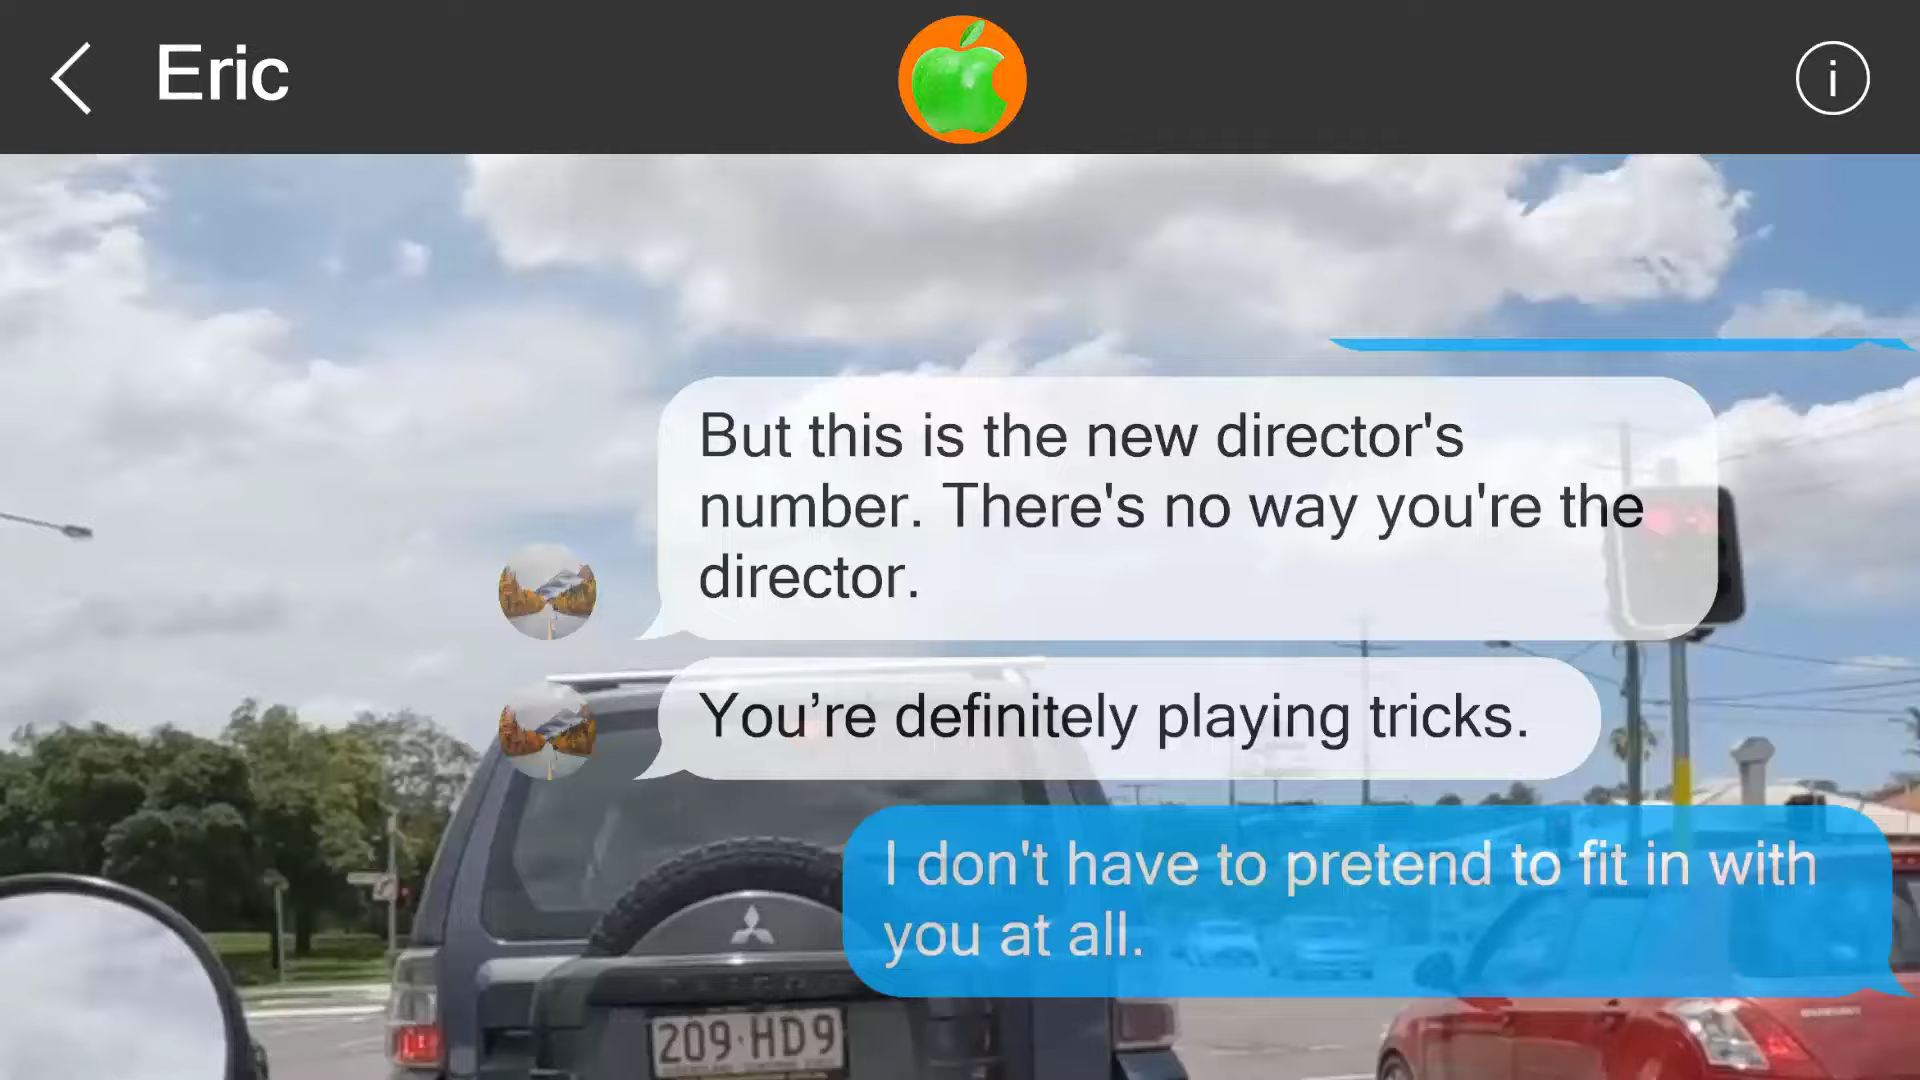 Eric
i
But this is the new director's
number. There's no way you're the
director.
You’re definitely playing tricks.
I don't have to pretend to fit in with
you at all.
209·HD9